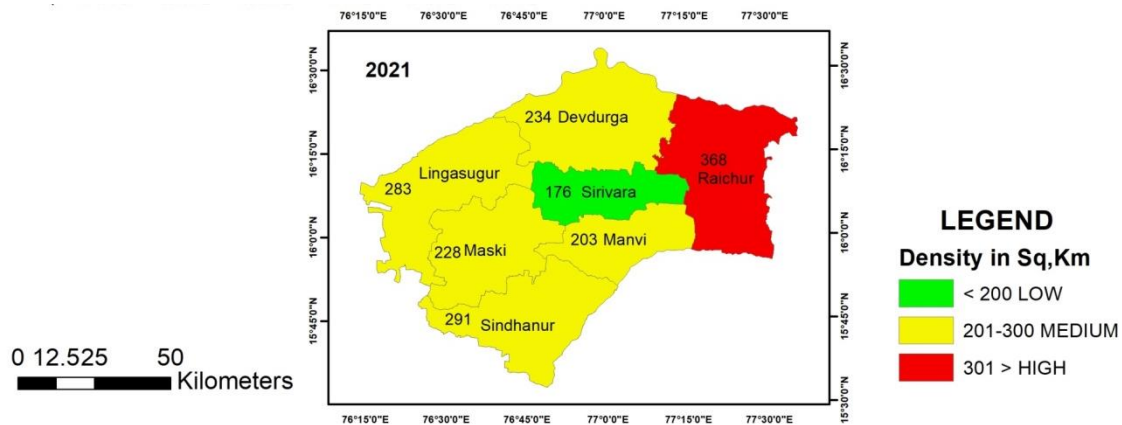 76°15'0"E 76°30'0"E 76°45'0"E 77°0'0"E 77°15'0"E 77°30'0"E
2021
16°30'0"N 16°30'0"N
234 Devdurga
16°15'0"N 16°15'0"N
368
Raichur
Lingasugur
283
176 Sirivara
16°0'0"N 16°0'0"N
203 Manvi
228 Maski
291
Sindhanur
15°45'0"N 15°45'0"N
15°30'0"N
76°15'0"E 76°30'0"E 76°45'0"E 77°0'0"E 77°15'0"E 77°30'0"E
0 12.525 50
Kilometers
LEGEND
Density in Sq,Km
< 200 LOW
201-300 MEDIUM
301 > HIGH